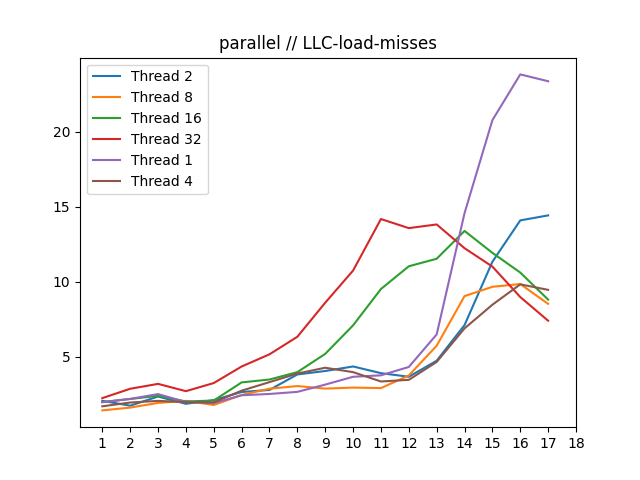 parallel // LLC-load-misses
Thread 2
Thread 8
Thread 16
Thread 32
Thread 1
Thread 4
20
15
10
5
1 2 3 4 5 6 7 8 9 10 11 12 13 14 15 16 17 18